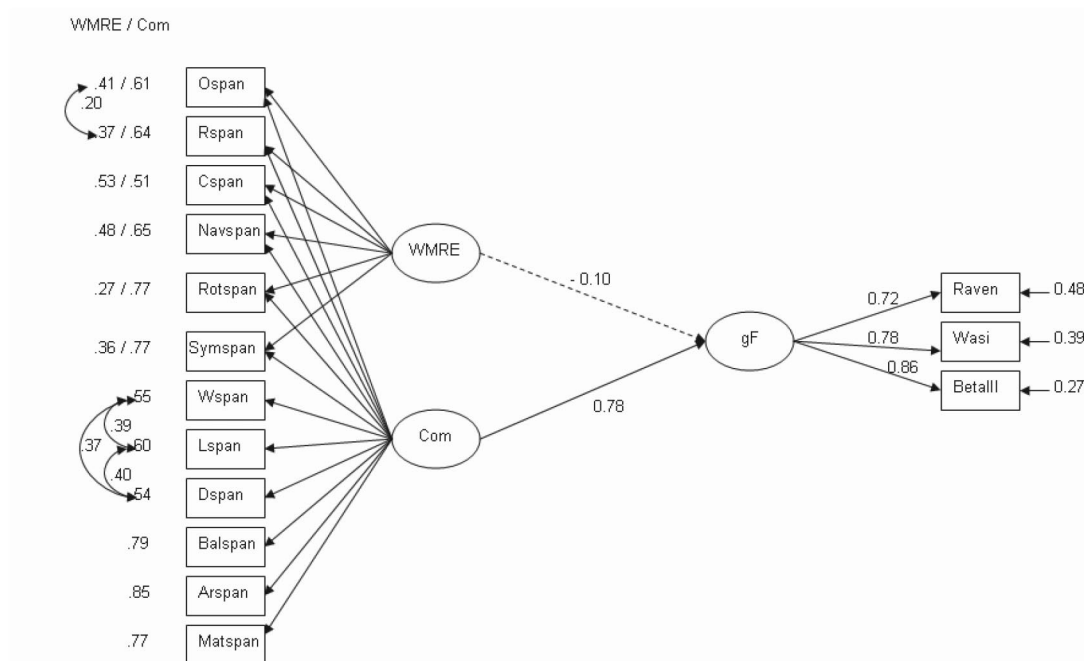 WMRE / Com
.41 / .61 Ospan
.20
.37 / .64 Rspan
.53 / .51 Cspan
.48 / .65 Navspan
WMRE
.27 / .77 Rotspan
- 0.10
0.72 Raven 0.48
.36 / .77 Symspan
gF
0.78 Wasi 0.39
0.86
BetaIII 0.27
.55 Wspan
0.78
.39
.37 .60 Lspan
Com
.40
.54 Dspan
.79 Balspan
.85 Arspan
.77 Matspan